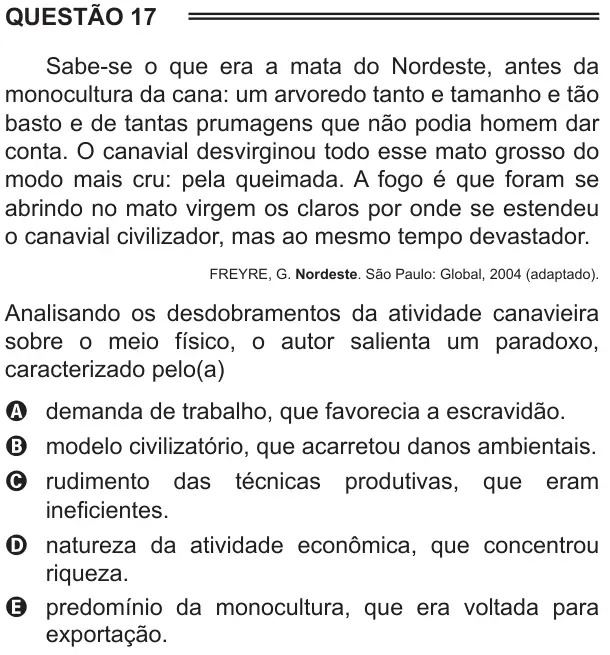 QUESTÃO 17
Sabe-se o que era a mata do Nordeste, antes da
monocultura da cana: um arvoredo tanto e tamanho e tão
basto e de tantas prumagens que não podia homem dar
conta. O canavial desvirginou todo esse mato grosso do
modo mais cru: pela queimada. A fogo é que foram se
abrindo no mato virgem os claros por onde se estendeu
o canavial civilizador, mas ao mesmo tempo devastador.
FREYRE, G. Nordeste. São Paulo: Global, 2004 (adaptado).
Analisando os desdobramentos da atividade canavieira
sobre o meio físico, o autor salienta um paradoxo,
caracterizado pelo(a)
A demanda de trabalho, que favorecia a escravidão.
B modelo civilizatório, que acarretou danos ambientais.
C rudimento das técnicas produtivas, que eram
ineficientes.
D natureza da atividade econômica, que concentrou
riqueza.
E predomínio da monocultura, que era voltada para
exportação.